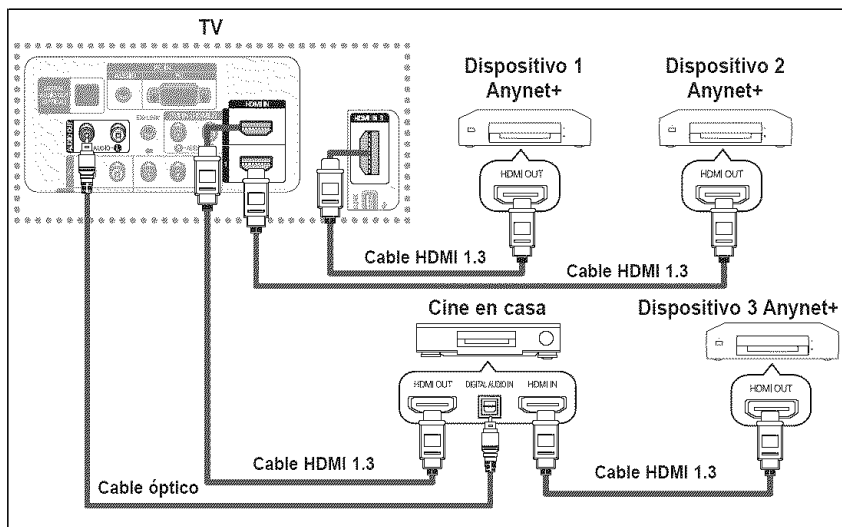 TV
HDMI IN
Dispositivo 1
Anynet+
Dispositivo 2
Anynet+
HDMI OUT
HDMI OUT
Cable HDMI 1.3
Cable HDMI 1.3
Cine en casa
Dispositivo 3 Anynet+
HDMI OUT
DIGITAL AUDIO IN
HDMI IN
HDMI OUT
Cable HDMI 1.3
Cable HDMI 1.3
Cable óptico